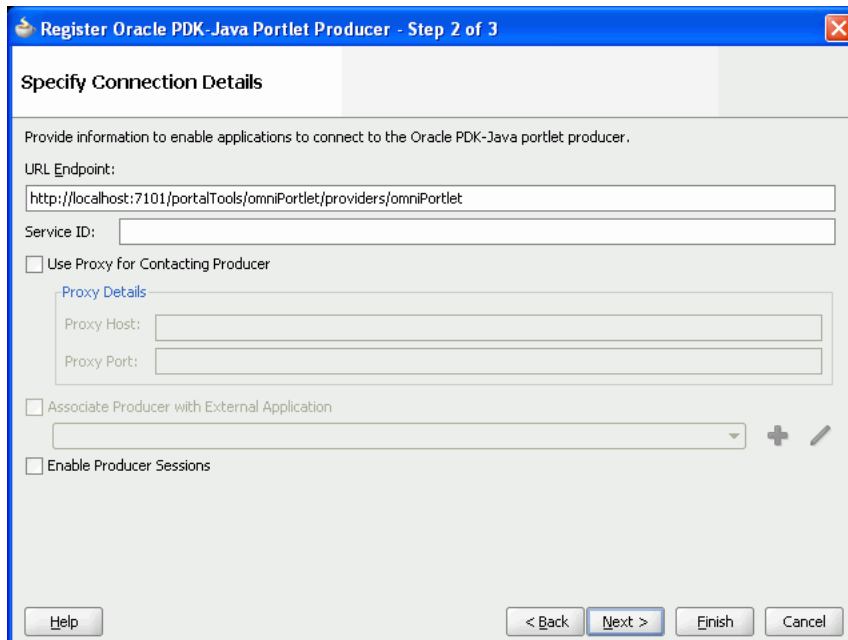 Register Oracle PDK-Java Portlet Producer - Step 2 of 3
Specify Connection Details
Provide information to enable applications to connect to the Oracle PDK-Java portlet producer.
URL Endpoint:
http://localhost:7101/portalTools/omniPortlet/providers/omniPortlet
Service ID:
Use Proxy for Contacting Producer
Proxy Details
Proxy Host:
Proxy Port:
Associate Producer with External Application
Enable Producer Sessions
Help < Back Next > Finish Cancel